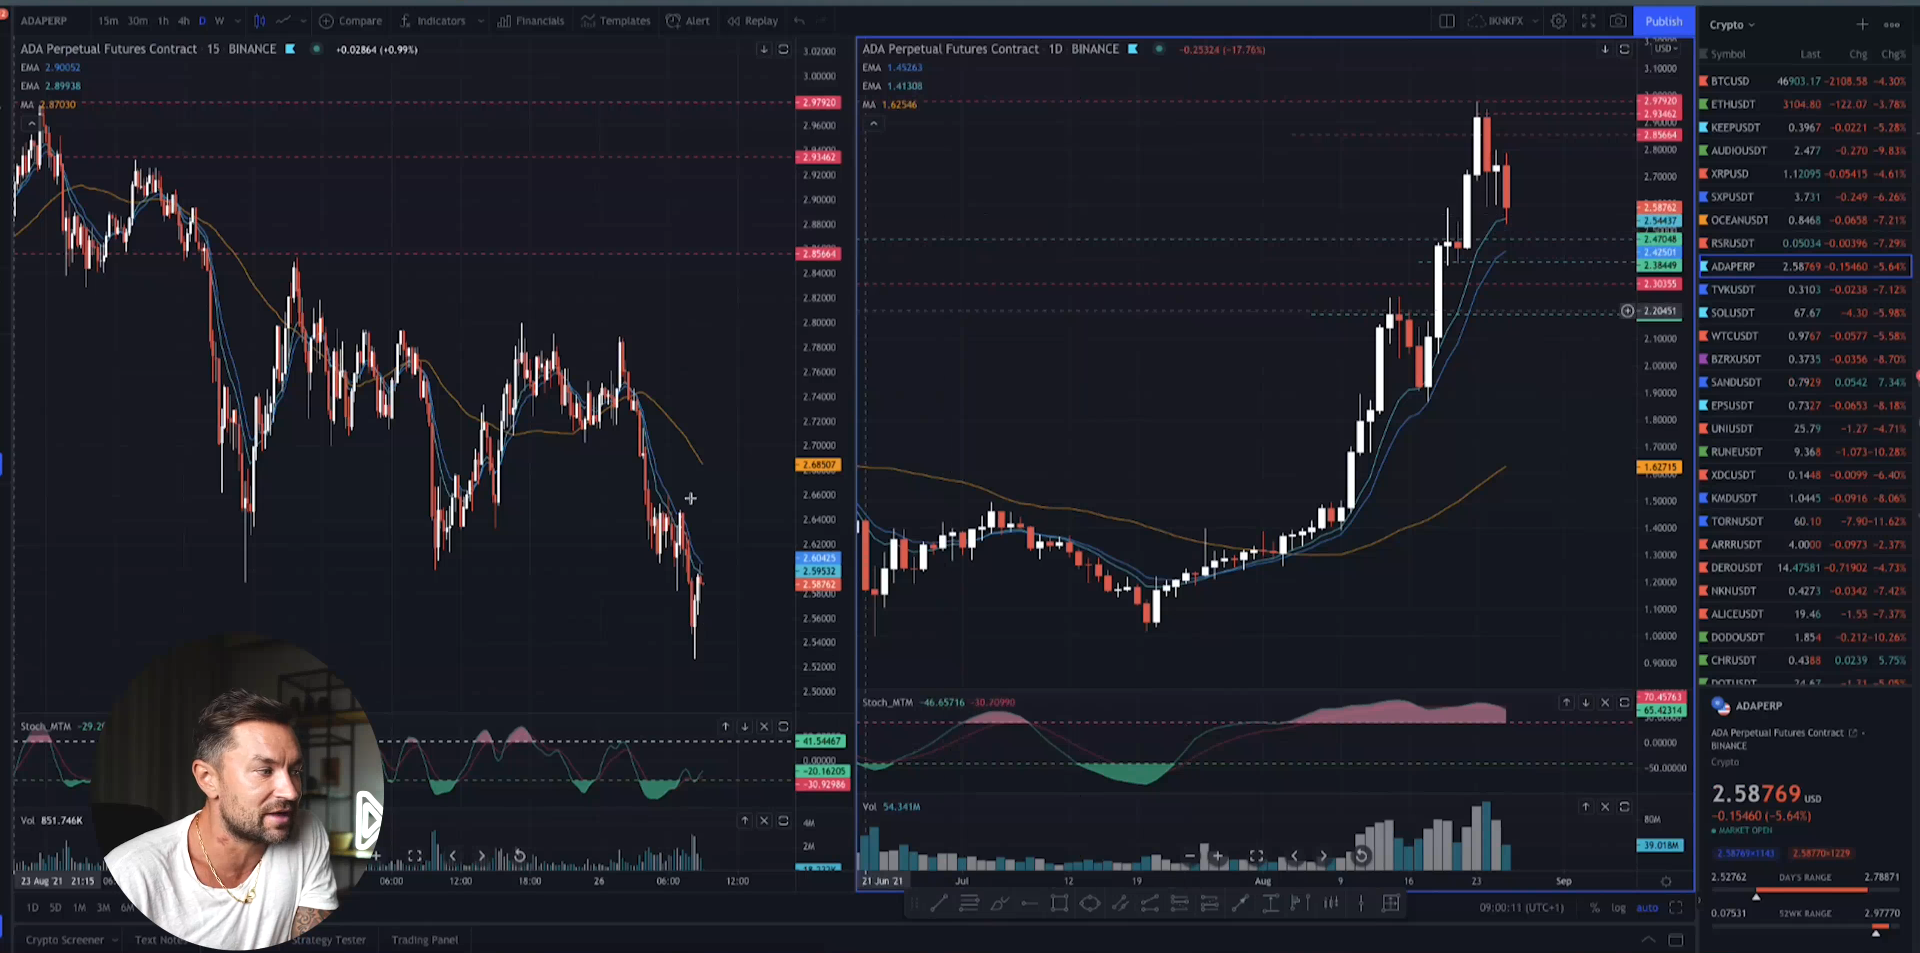 ADAPERP 15m 30m 1h 4h D W Compare Indicators Financials Templates Alert Replay IKNKFX Publish
ADA Perpetual Futures Contract · 15 · BINANCE +0.02864 (+0.99%)
EMA 2.90052
EMA 2.89938
MA 2.87030
3.02000
3.00000
2.97920
2.96000
2.93462
2.92000
2.90000
2.88000
2.85664
2.84000
2.82000
2.80000
2.78000
2.76000
2.74000
2.72000
2.70000
2.68507
2.66000
2.64000
2.62000
2.60425
2.59532
2.58762
2.58000
2.56000
2.54000
2.52000
2.50000
Stoch_MTM
41.54467
0.00000
-20.16205
-30.92986
Vol 851.746K
4M
2M
23 Aug '21 21:15 06:00 12:00 18:00 26 06:00 12:00
1D 5D 1M 3M 6M
Crypto Screener Strategy Tester Trading Panel
ADA Perpetual Futures Contract · 1D · BINANCE -0.25324 (-17.76%)
EMA 1.45263
EMA 1.41308
MA 1.62546
USD
3.10000
2.97920
2.93462
2.85664
2.80000
2.70000
2.58762
2.54437
2.47048
2.42501
2.38449
2.30355
2.20451
2.10000
2.00000
1.90000
1.80000
1.70000
1.62715
1.50000
1.40000
1.30000
1.20000
1.10000
1.00000
0.90000
Stoch_MTM -46.65716 -30.70990
70.45763
65.42314
0.00000
-50.00000
Vol 54.341M
80M
39.018M
21 Jun '21 Jul 12 19 Aug 9 16 23 Sep
09:00:11 (UTC+1) % log auto
Crypto
Symbol Last Chg Chg%
BTCUSD 46903.17 -2108.58 -4.30%
ETHUSDT 3104.80 -122.07 -3.78%
KEEPUSDT 0.3967 -0.0221 -5.28%
AUDIOUSDT 2.477 -0.270 -9.83%
XRPUSD 1.12095 -0.05415 -4.61%
SXPUSDT 3.731 -0.249 -6.26%
OCEANUSDT 0.8468 -0.0658 -7.21%
RSRUSDT 0.05034 -0.00396 -7.29%
ADAPERP 2.58769 -0.15460 -5.64%
TVKUSDT 0.3103 -0.0238 -7.12%
SOLUSDT 67.67 -4.30 -5.98%
WTCUSDT 0.9767 -0.0577 -5.58%
BZRXUSDT 0.3735 -0.0356 -8.70%
SANDUSDT 0.7929 0.0542 7.34%
EPSUSDT 0.7327 -0.0653 -8.18%
UNIUSDT 25.79 -1.27 -4.71%
RUNEUSDT 9.368 -1.073 -10.28%
XDCUSDT 0.1448 -0.0099 -6.40%
KMDUSDT 1.0445 -0.0916 -8.06%
TORNUSDT 60.10 -7.90 -11.62%
ARRRUSDT 4.0000 -0.0973 -2.37%
DEROUSDT 14.47581 -0.71902 -4.73%
NKNUSDT 0.4273 -0.0342 -7.42%
ALICEUSDT 19.46 -1.55 -7.37%
DODOUSDT 1.854 -0.212 -10.26%
CHRUSDT 0.4388 0.0239 5.75%
ADAPERP
ADA Perpetual Futures Contract
BINANCE
Crypto
2.58769 USD
-0.15460 (-5.64%)
MARKET OPEN
2.58769×1143 2.58770×1229
2.52762 DAY'S RANGE 2.78871
0.07531 52WK RANGE 2.97770